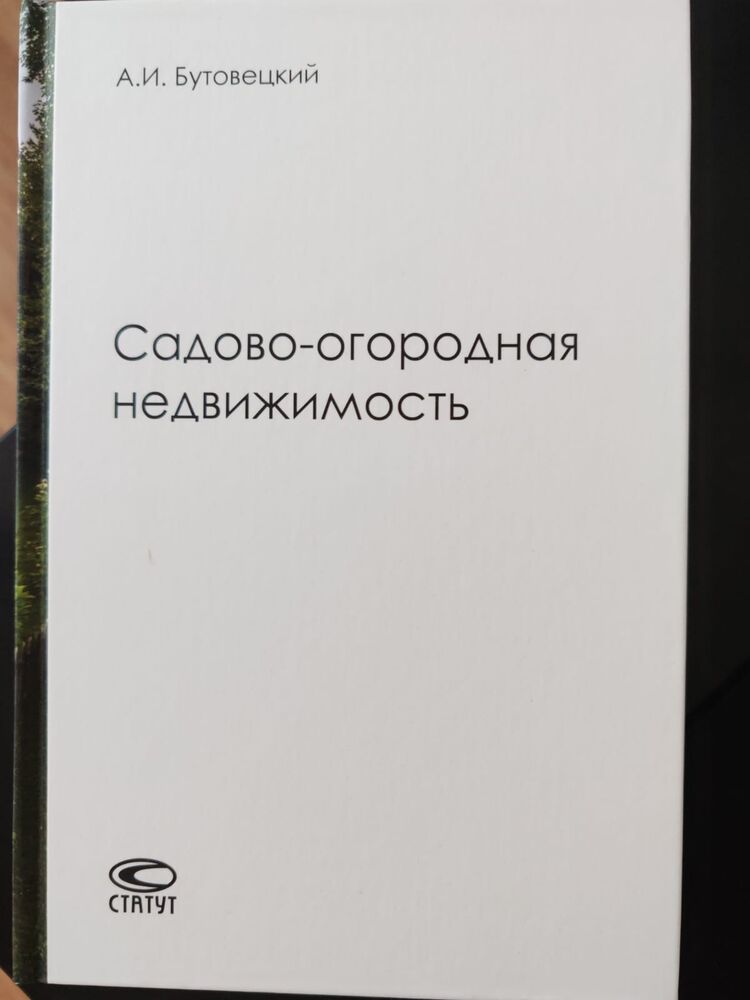 А.И. Бутовецкий
Садово-огородная
недвижимость
СТАТУТ